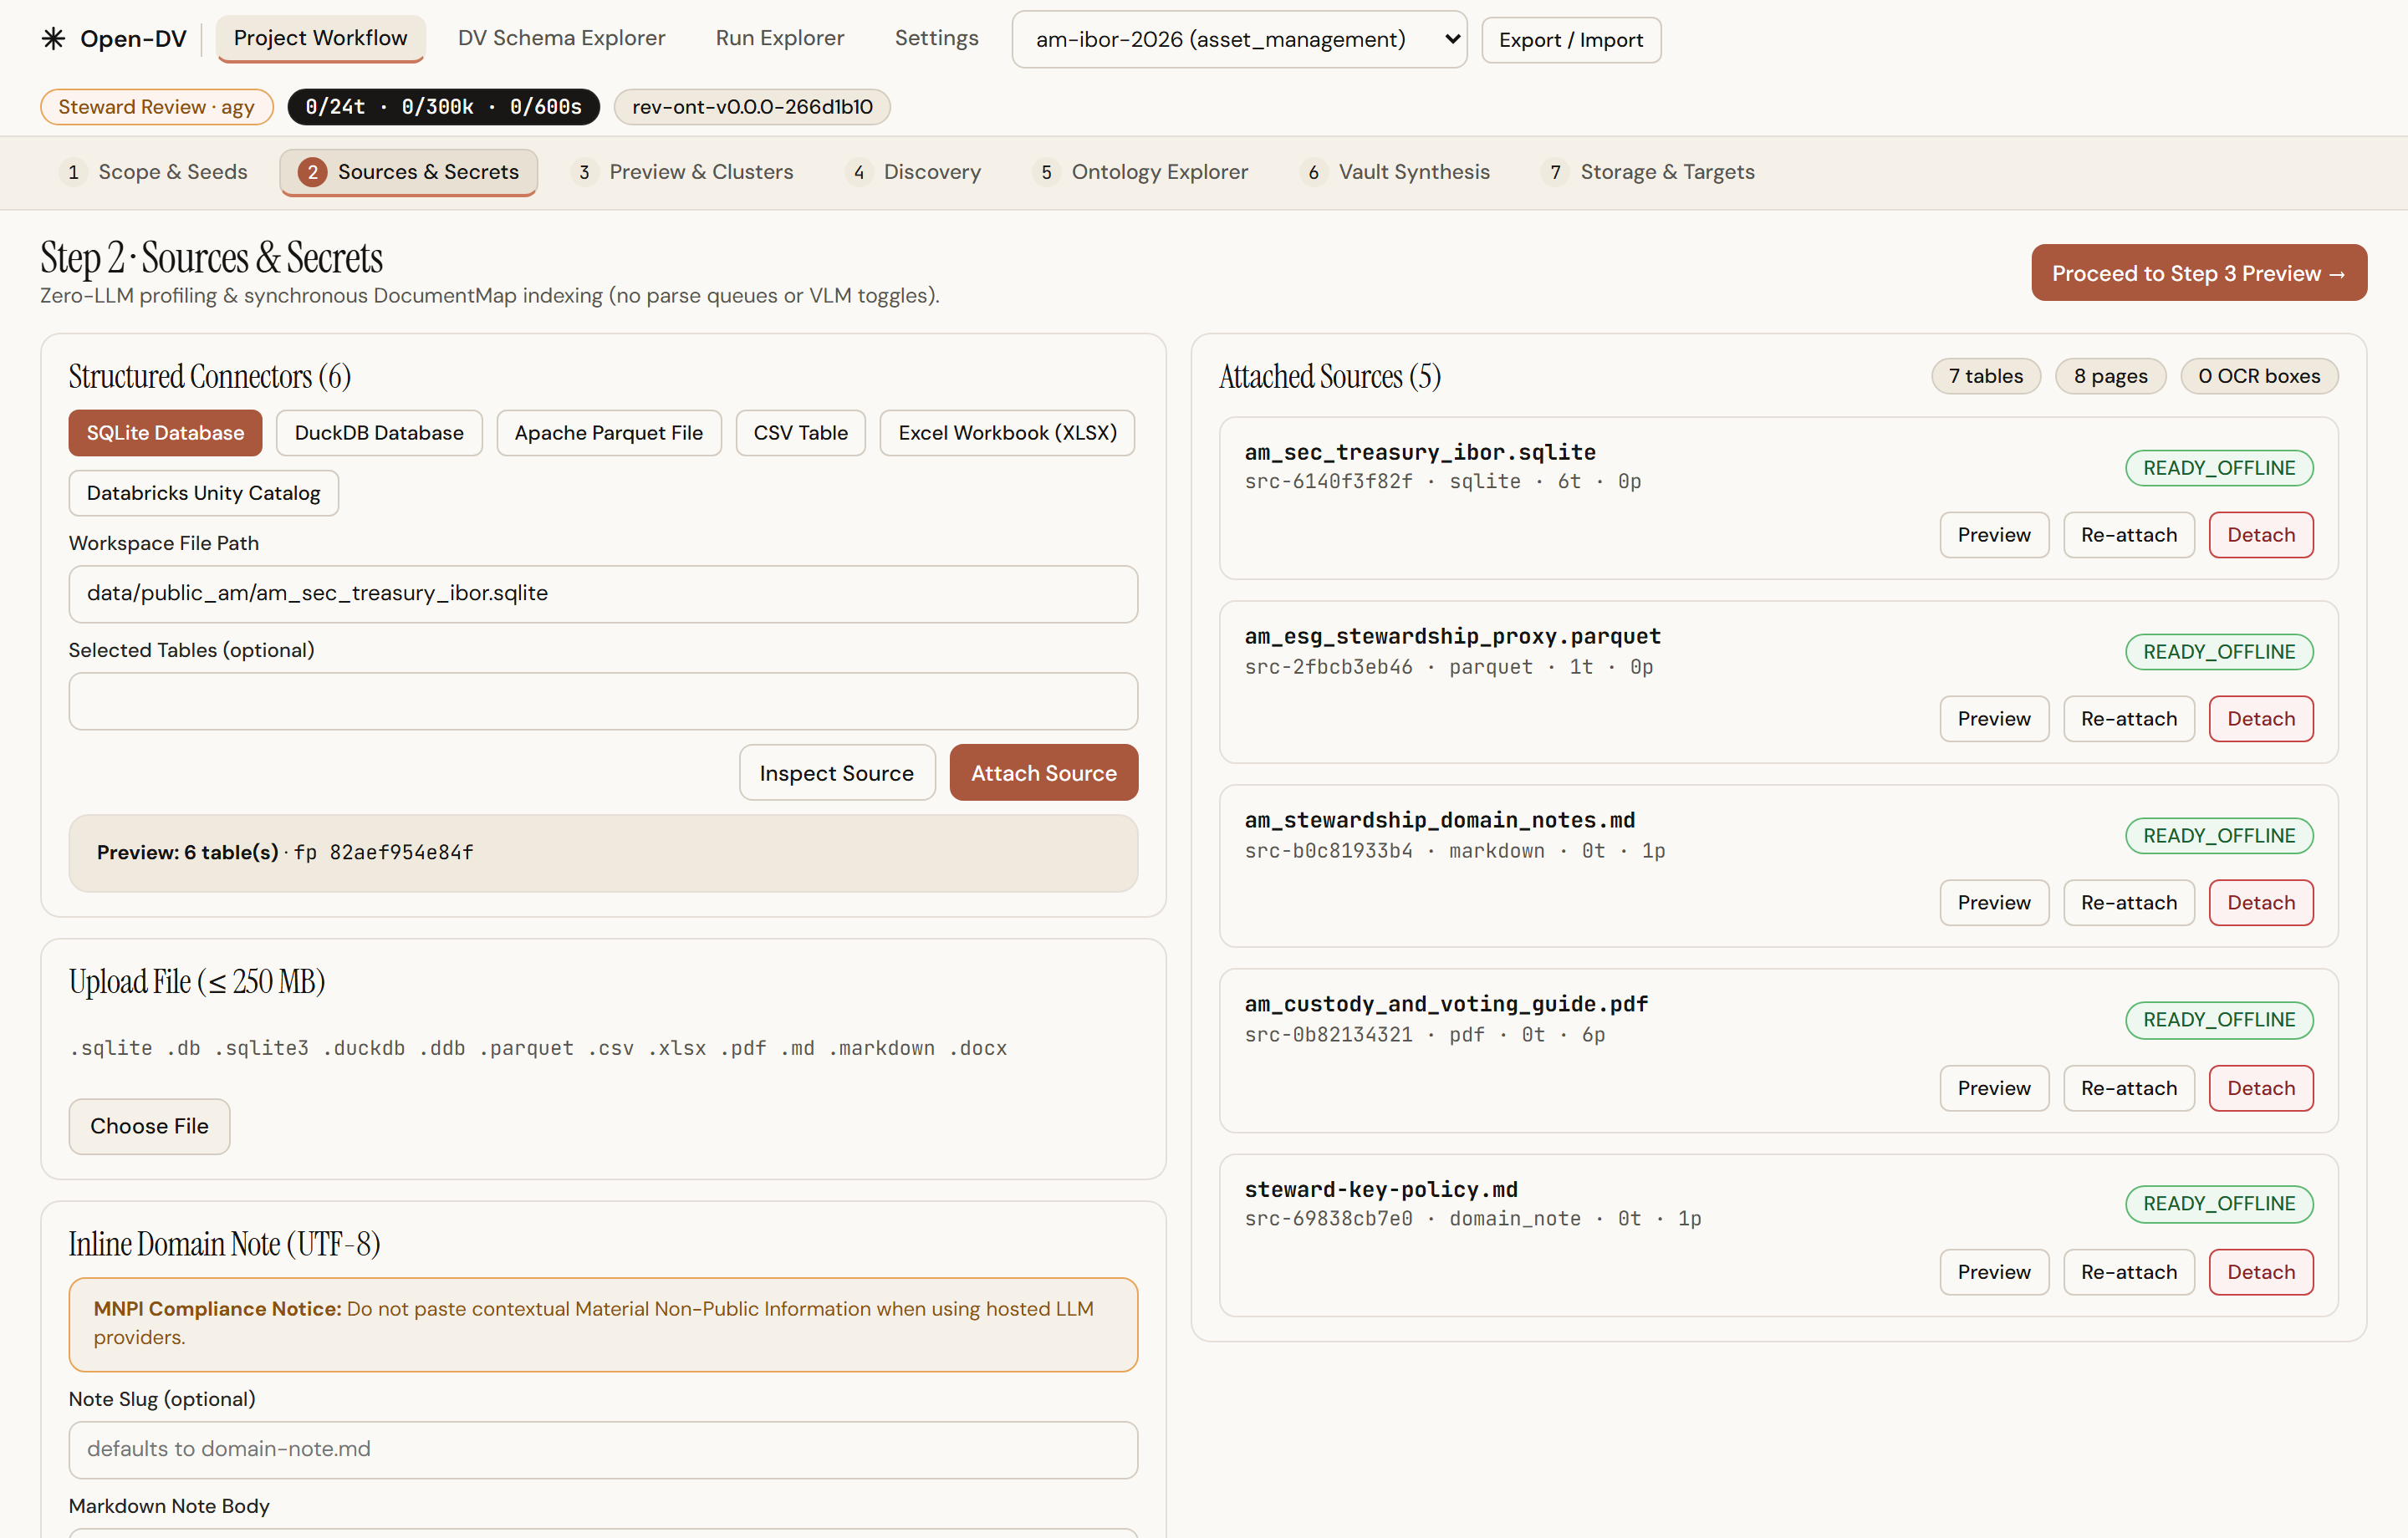 Open-DV
Project Workflow
DV Schema Explorer
Run Explorer
Settings
am-ibor-2026 (asset_management)
Export / Import
Steward Review · agy
0/24t · 0/300k · 0/600s
rev-ont-v0.0.0-266d1b10
1 Scope & Seeds
2 Sources & Secrets
3 Preview & Clusters
4 Discovery
5 Ontology Explorer
6 Vault Synthesis
7 Storage & Targets
Step 2 · Sources & Secrets
Zero-LLM profiling & synchronous DocumentMap indexing (no parse queues or VLM toggles).
Proceed to Step 3 Preview →
Structured Connectors (6)
SQLite Database
DuckDB Database
Apache Parquet File
CSV Table
Excel Workbook (XLSX)
Databricks Unity Catalog
Workspace File Path
data/public_am/am_sec_treasury_ibor.sqlite
Selected Tables (optional)
Inspect Source
Attach Source
Preview: 6 table(s) · fp 82aef954e84f
Upload File (≤ 250 MB)
.sqlite .db .sqlite3 .duckdb .ddb .parquet .csv .xlsx .pdf .md .markdown .docx
Choose File
Inline Domain Note (UTF-8)
MNPI Compliance Notice: Do not paste contextual Material Non-Public Information when using hosted LLM
providers.
Note Slug (optional)
defaults to domain-note.md
Markdown Note Body
Attached Sources (5)
7 tables
8 pages
0 OCR boxes
am_sec_treasury_ibor.sqlite
src-6140f3f82f · sqlite · 6t · 0p
READY_OFFLINE
Preview
Re-attach
Detach
am_esg_stewardship_proxy.parquet
src-2fbcb3eb46 · parquet · 1t · 0p
READY_OFFLINE
Preview
Re-attach
Detach
am_stewardship_domain_notes.md
src-b0c81933b4 · markdown · 0t · 1p
READY_OFFLINE
Preview
Re-attach
Detach
am_custody_and_voting_guide.pdf
src-0b82134321 · pdf · 0t · 6p
READY_OFFLINE
Preview
Re-attach
Detach
steward-key-policy.md
src-69838cb7e0 · domain_note · 0t · 1p
READY_OFFLINE
Preview
Re-attach
Detach